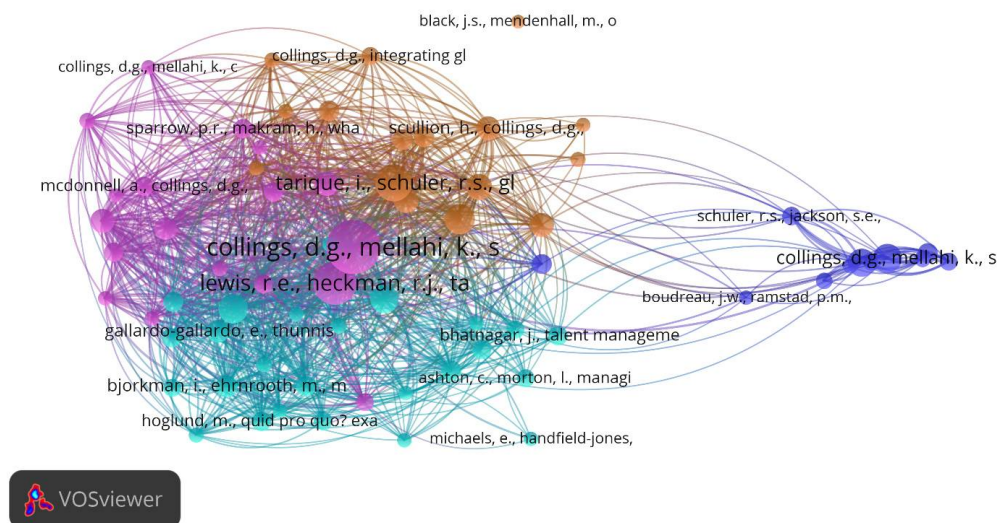 black, j.s., mendenhall, m., o
collings, d.g., integrating gl
collings, d.g., mellahi, k., c
sparrow, p.r., makram, h., wha
scullion, h., collings, d.g.,
mcdonnell, a., collings, d.g.,
tarique, i., schuler, r.s., gl
schuler, r.s., jackson, s.e.,
collings, d.g., mellahi, k., s
collings, d.g., mellahi, k., s
lewis, r.e., heckman, r.j., ta
boudreau, j.w., ramstad, p.m.,
gallardo-gallardo, e., thunnis
bhatnagar, j., talent manageme
ashton, c., morton, l., managi
bjorkman, i., ehrnrooth, m., m
hoglund, m., quid pro quo? exa
michaels, e., handfield-jones,
VOSviewer